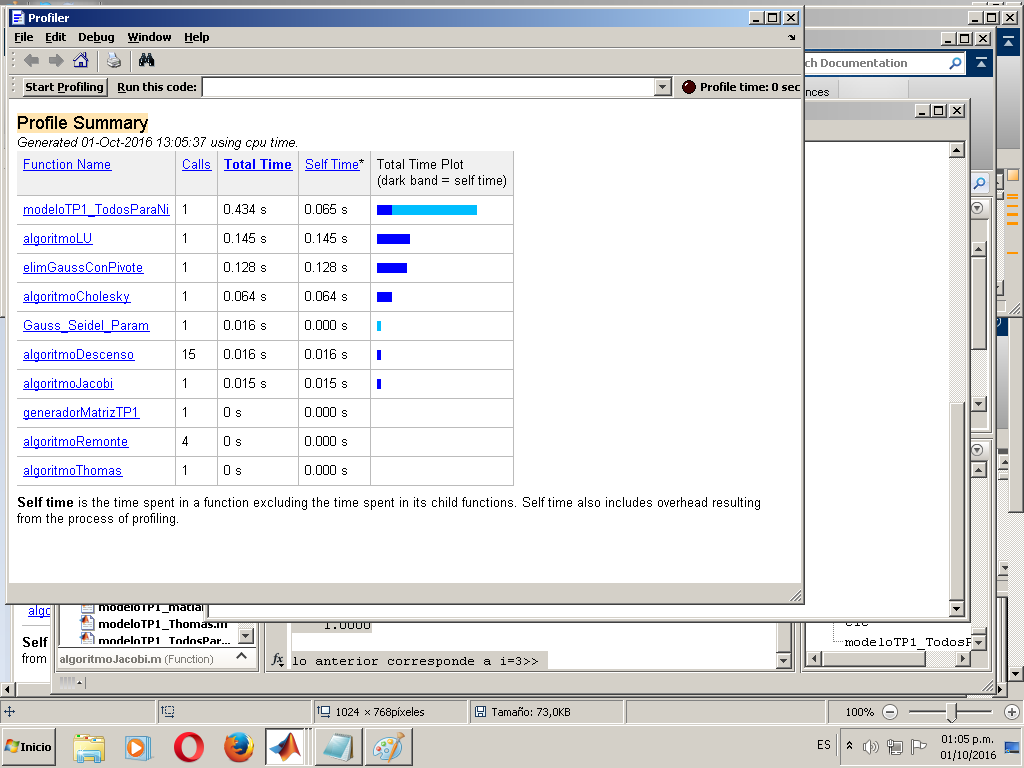 Profiler
File Edit Debug Window Help
Start Profiling Run this code: Profile time: 0 sec
Profile Summary
Generated 01-Oct-2016 13:05:37 using cpu time.
Function Name Calls Total Time Self Time* Total Time Plot
(dark band = self time)
modeloTP1_TodosParaNi 1 0.434 s 0.065 s
algoritmoLU 1 0.145 s 0.145 s
elimGaussConPivote 1 0.128 s 0.128 s
algoritmoCholesky 1 0.064 s 0.064 s
Gauss_Seidel_Param 1 0.016 s 0.000 s
algoritmoDescenso 15 0.016 s 0.016 s
algoritmoJacobi 1 0.015 s 0.015 s
generadorMatrizTP1 1 0 s 0.000 s
algoritmoRemonte 4 0 s 0.000 s
algoritmoThomas 1 0 s 0.000 s
Self time is the time spent in a function excluding the time spent in its child functions. Self time also includes overhead resulting
from the process of profiling.
ch Documentation
nces
algo
Self
from
modeloTP1_matlab
modeloTP1_Thomas.m
modeloTP1_TodosPar...
algoritmoJacobi.m (Function)
1.0000
fx lo anterior corresponde a i=3>>
clc
modeloTP1_TodosP
1024 × 768píxeles Tamaño: 73,0KB 100%
Inicio ES 01:05 p.m.
01/10/2016